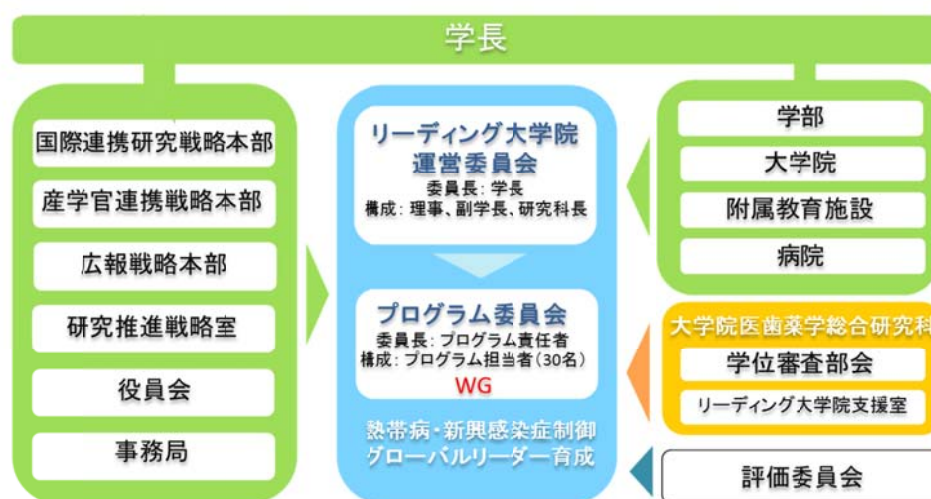 学長
国際連携研究戦略本部
産学官連携戦略本部
広報戦略本部
研究推進戦略室
役員会
事務局
リーディング大学院
運営委員会
委員長：学長
構成：理事、副学長、研究科長
プログラム委員会
委員長：プログラム責任者
構成：プログラム担当者（30名）
WG
熱帯病・新興感染症制御
グローバルリーダー育成
学部
大学院
附属教育施設
病院
大学院医歯薬学総合研究科
学位審査部会
リーディング大学院支援室
評価委員会